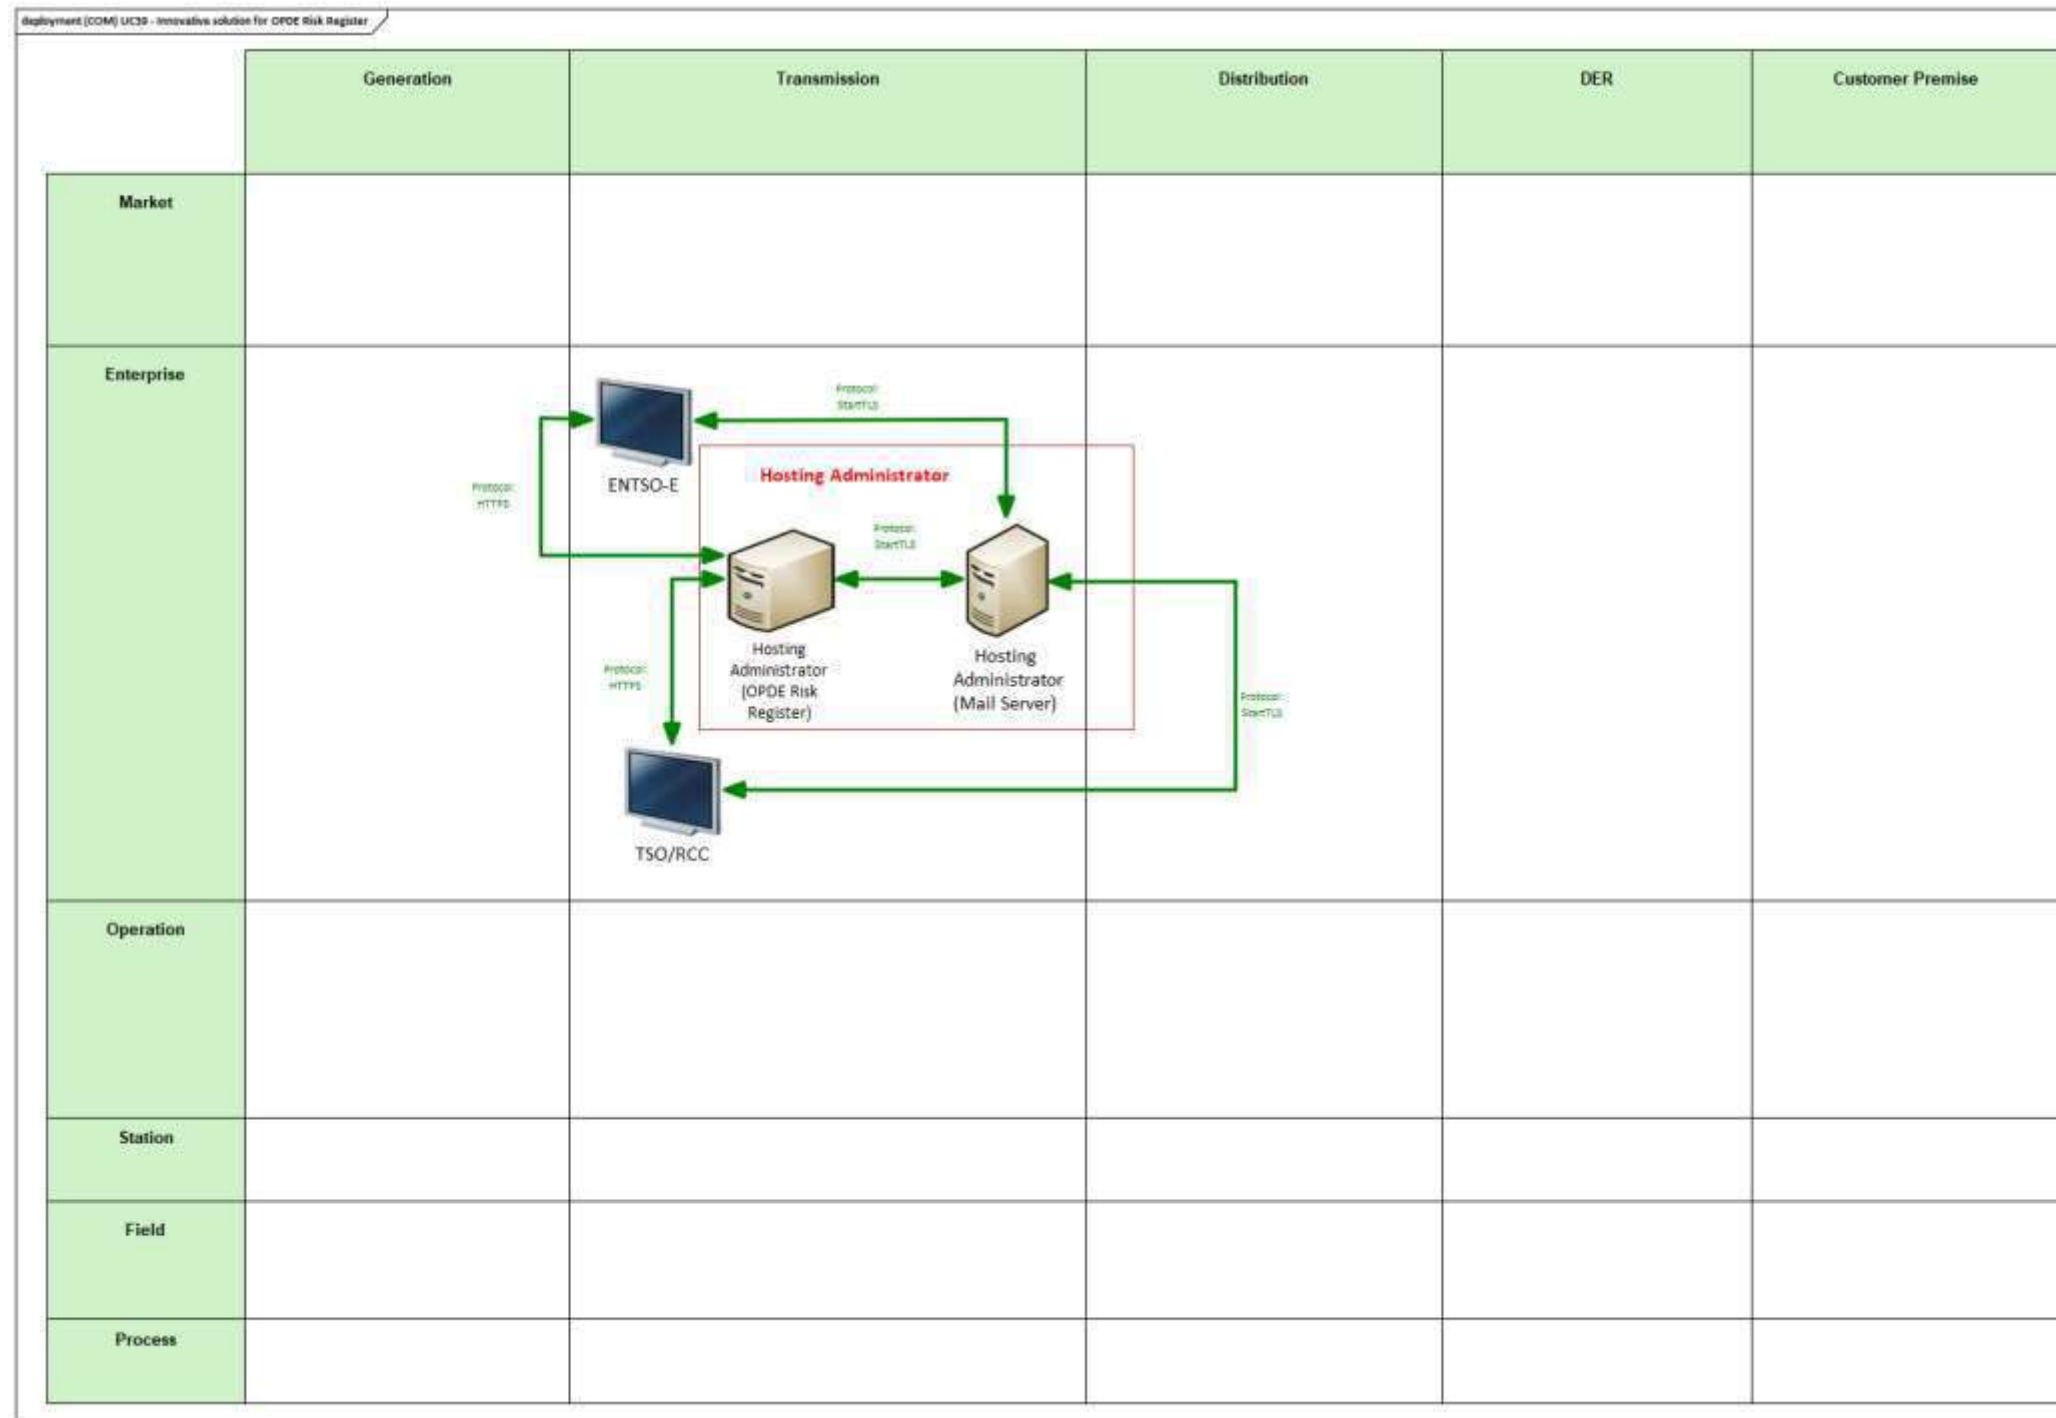 deployment (COM) UC39 - Innovative solution for OPDE Risk Register
Generation
Transmission
Distribution
DER
Customer Premise
Market
Enterprise
Protocol:
StartTLS
ENTSO-E
Hosting Administrator
Protocol:
HTTPS
Protocol:
StartTLS
Hosting
Administrator
(OPDE Risk
Register)
Hosting
Administrator
(Mail Server)
Protocol:
HTTPS
Protocol:
StartTLS
TSO/RCC
Operation
Station
Field
Process